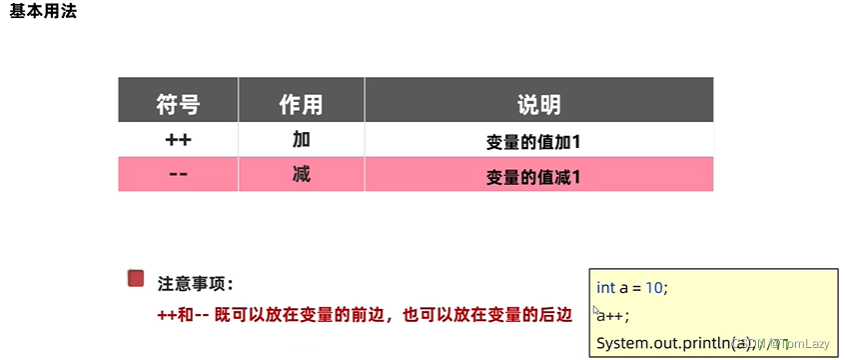 基本用法
符号 作用 说明
++ 加 变量的值加1
-- 减 变量的值减1
注意事项：
++和-- 既可以放在变量的前边，也可以放在变量的后边
int a = 10;
a++;
System.out.println(a);//11
CSDN @TomLazy